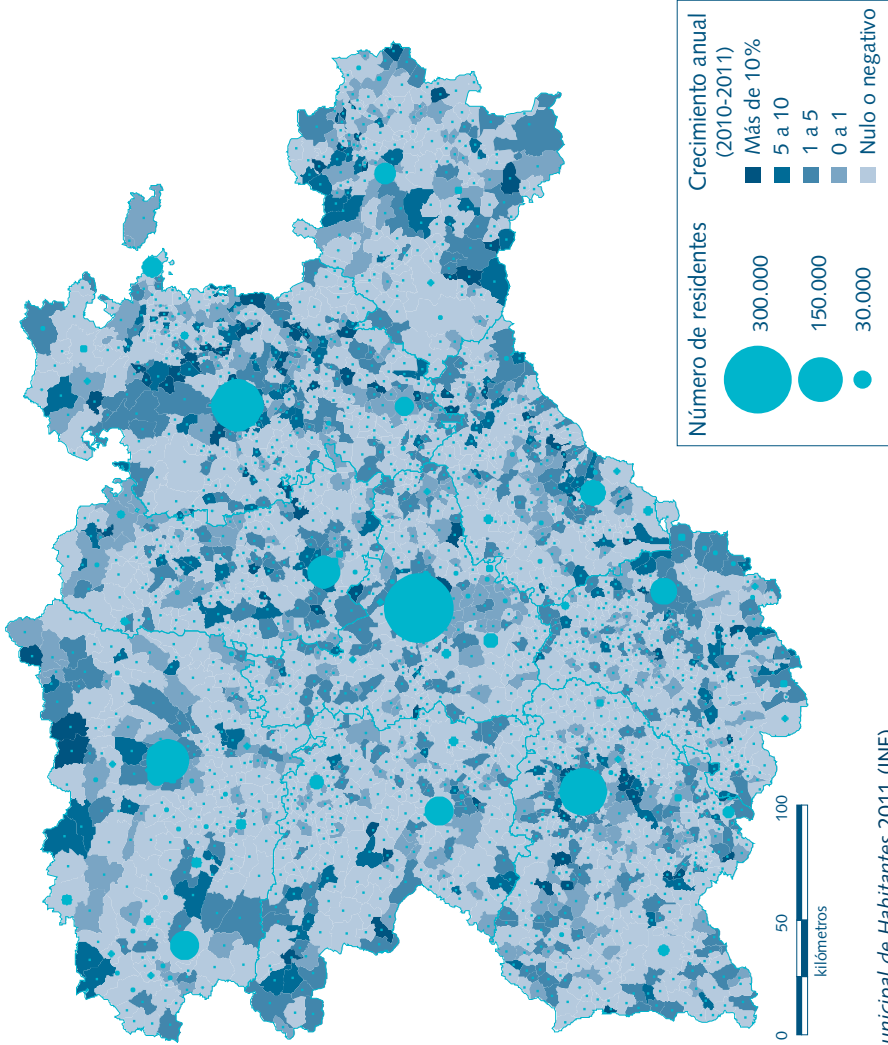 Número de residentes
300.000
150.000
30.000
Crecimiento anual
(2010-2011)
Más de 10%
5 a 10
1 a 5
0 a 1
Nulo o negativo
0 50 100
kilómetros
unicipal de Habitantes 2011 (INE)